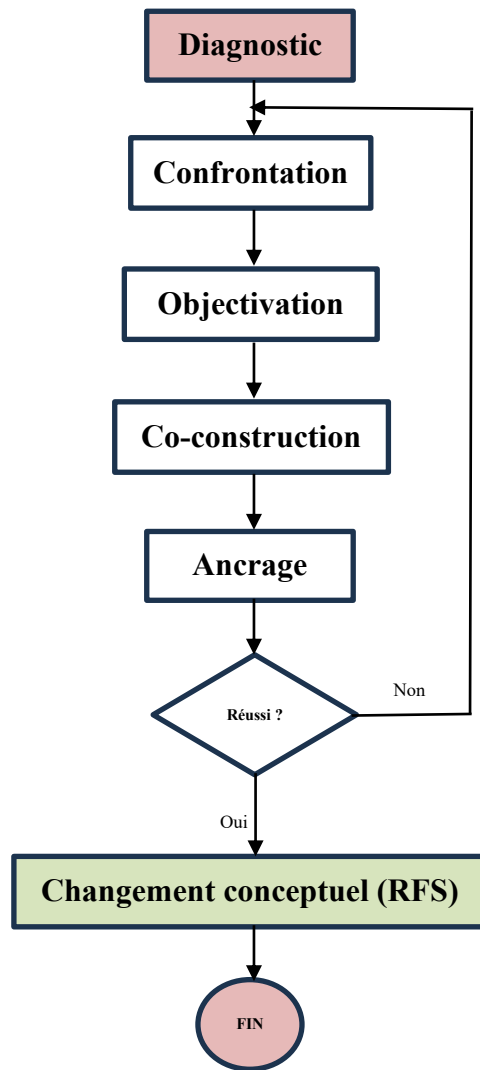 Diagnostic
Confrontation
Objectivation
Co-construction
Ancrage
Réussi ?
Non
Oui
Changement conceptuel (RFS)
FIN